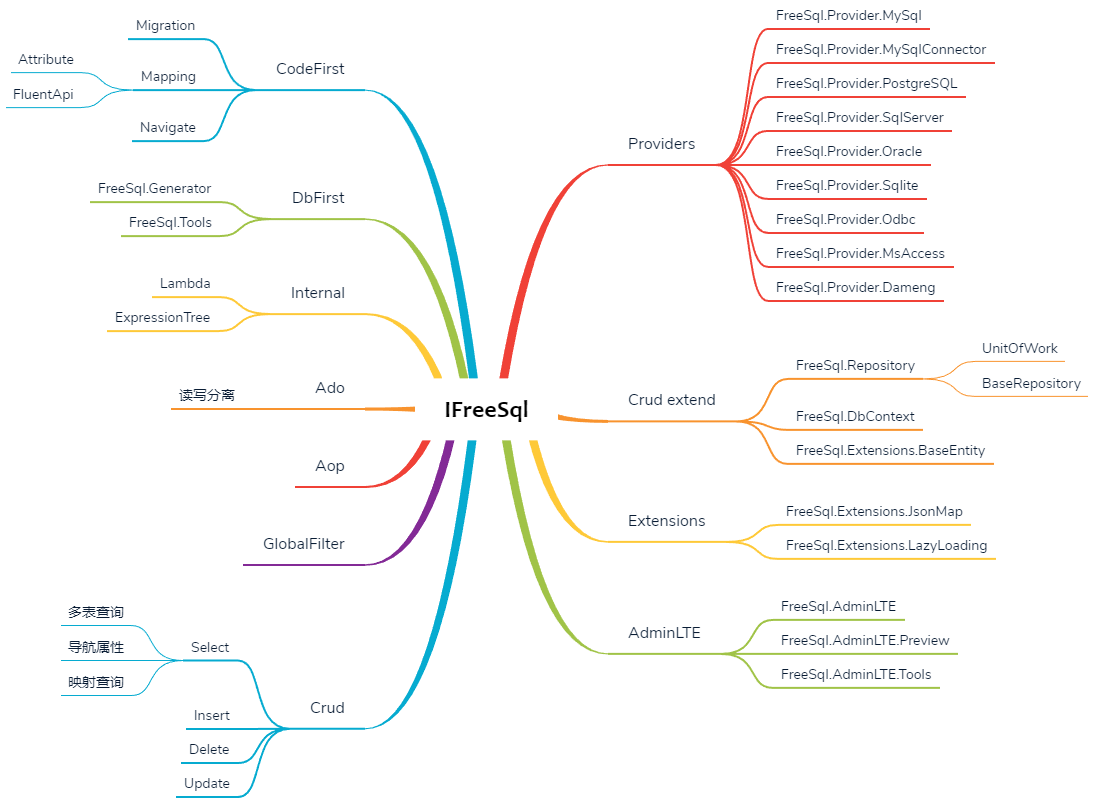 IFreeSql
CodeFirst
Migration
Mapping
Attribute
FluentApi
Navigate
DbFirst
FreeSql.Generator
FreeSql.Tools
Internal
Lambda
ExpressionTree
Ado
读写分离
Aop
GlobalFilter
Crud
Select
多表查询
导航属性
映射查询
Insert
Delete
Update
Providers
FreeSql.Provider.MySql
FreeSql.Provider.MySqlConnector
FreeSql.Provider.PostgreSQL
FreeSql.Provider.SqlServer
FreeSql.Provider.Oracle
FreeSql.Provider.Sqlite
FreeSql.Provider.Odbc
FreeSql.Provider.MsAccess
FreeSql.Provider.Dameng
Crud extend
FreeSql.Repository
UnitOfWork
BaseRepository
FreeSql.DbContext
FreeSql.Extensions.BaseEntity
Extensions
FreeSql.Extensions.JsonMap
FreeSql.Extensions.LazyLoading
AdminLTE
FreeSql.AdminLTE
FreeSql.AdminLTE.Preview
FreeSql.AdminLTE.Tools